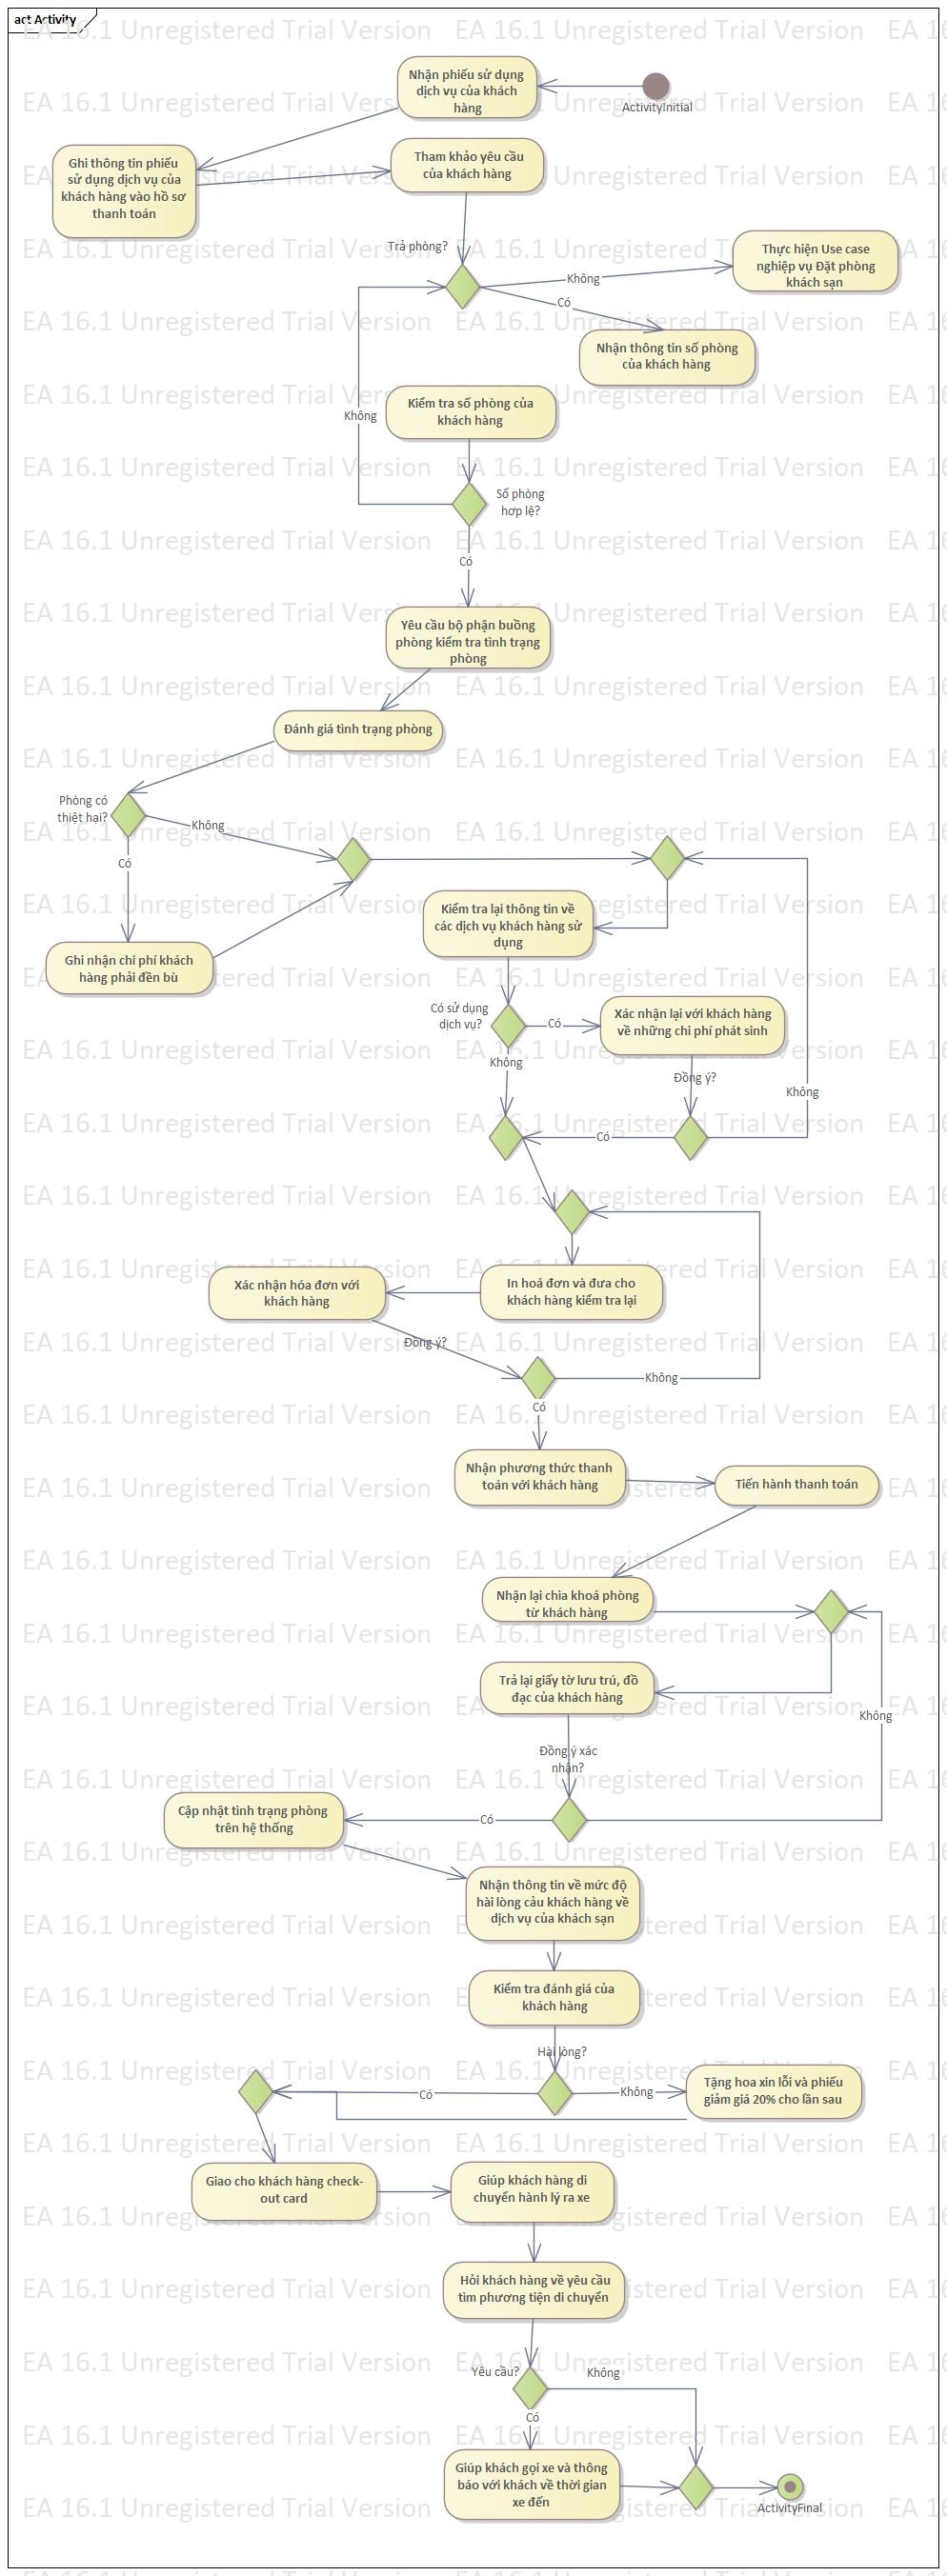 act Activity
EA 16.1 Unregistered Trial Version
Nhận phiếu sử dụng
dịch vụ của khách
hàng
ActivityInitial
Ghi thông tin phiếu
sử dụng dịch vụ của
khách hàng vào hồ sơ
thanh toán
Tham khảo yêu cầu
của khách hàng
Trả phòng?
Không
Thực hiện Use case
nghiệp vụ Đặt phòng
khách sạn
Có
Nhận thông tin số phòng
của khách hàng
Kiểm tra số phòng của
khách hàng
Không
Số phòng
hợp lệ?
Có
Yêu cầu bộ phận buồng
phòng kiểm tra tình trạng
phòng
Đánh giá tình trạng phòng
Phòng có
thiệt hại?
Không
Có
Ghi nhận chi phí khách
hàng phải đền bù
Kiểm tra lại thông tin về
các dịch vụ khách hàng sử
dụng
Có sử dụng
dịch vụ?
Có
Xác nhận lại với khách hàng
về những chi phí phát sinh
Không
Đồng ý?
Không
Có
In hoá đơn và đưa cho
khách hàng kiểm tra lại
Xác nhận hóa đơn với
khách hàng
Đồng ý?
Không
Có
Nhận phương thức thanh
toán với khách hàng
Tiến hành thanh toán
Nhận lại chìa khoá phòng
từ khách hàng
Trả lại giấy tờ lưu trú, đồ
đạc của khách hàng
Không
Đồng ý xác
nhận?
Có
Cập nhật tình trạng phòng
trên hệ thống
Nhận thông tin về mức độ
hài lòng cảu khách hàng về
dịch vụ của khách sạn
Kiểm tra đánh giá của
khách hàng
Hài lòng?
Có
Không
Tặng hoa xin lỗi và phiếu
giảm giá 20% cho lần sau
Giao cho khách hàng check-
out card
Giúp khách hàng di
chuyển hành lý ra xe
Hỏi khách hàng về yêu cầu
tìm phương tiện di chuyển
Yêu cầu?
Không
Có
Giúp khách gọi xe và thông
báo với khách về thời gian
xe đến
ActivityFinal